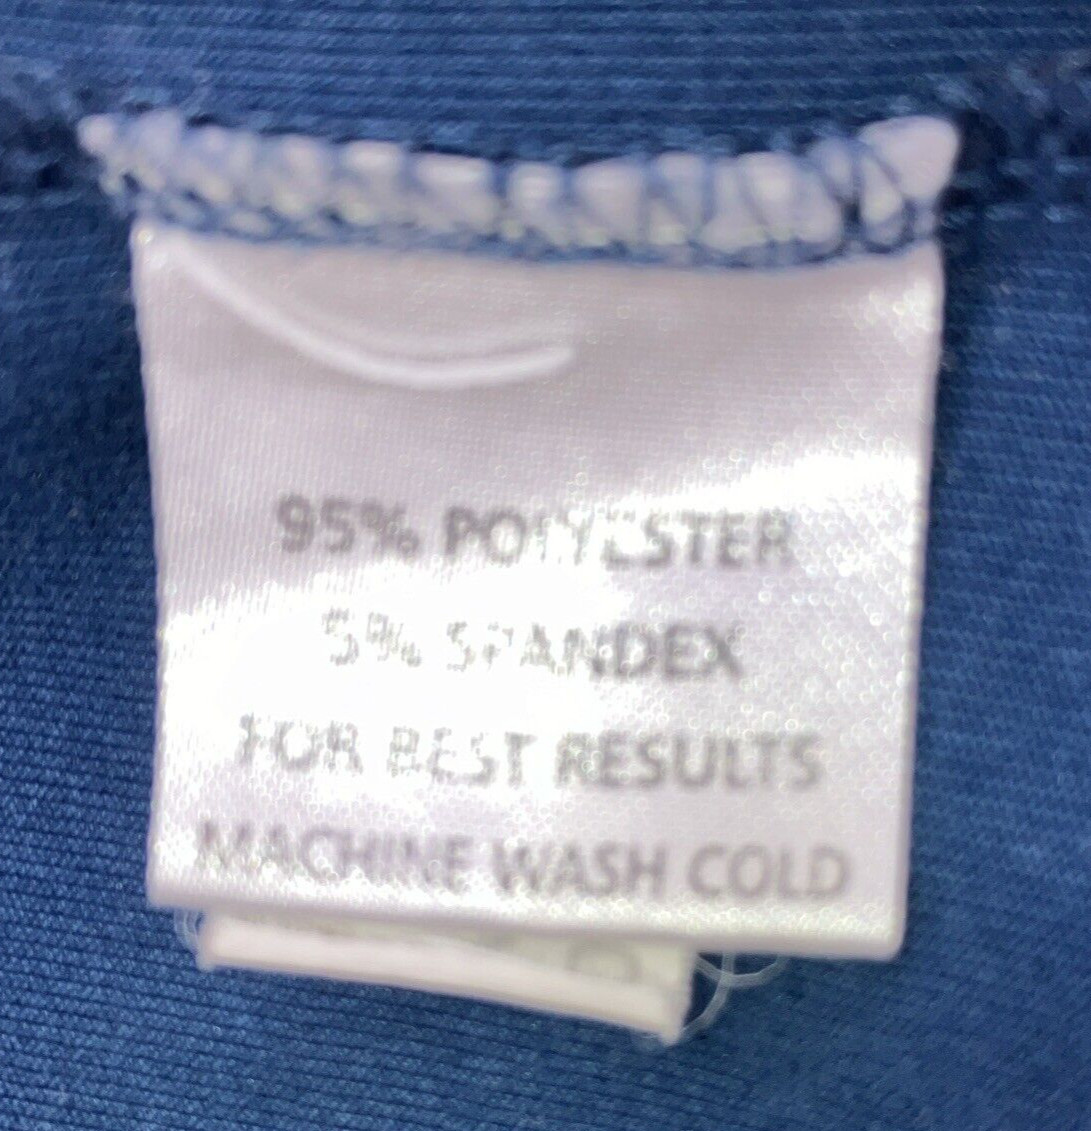 95% POLYESTER
5% SPANDEX
FOR BEST RESULTS
MACHINE WASH COLD